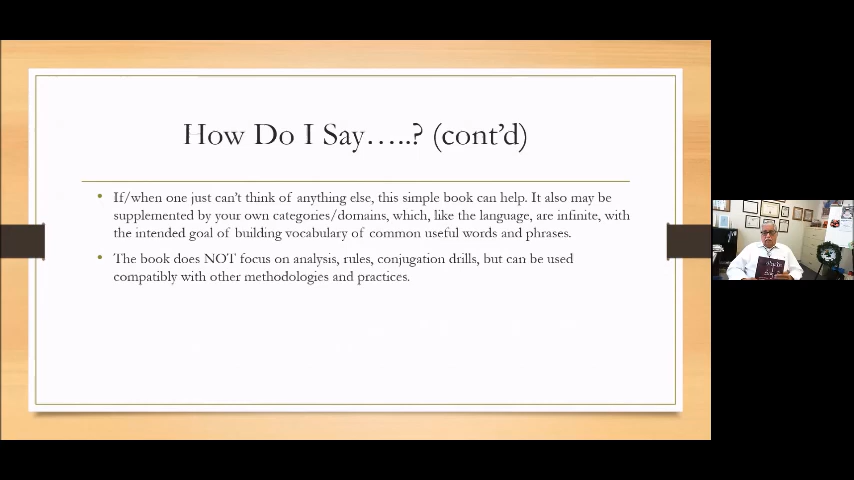 How Do I Say…..? (cont’d)
If/when one just can’t think of anything else, this simple book can help. It also may be
supplemented by your own categories/domains, which, like the language, are infinite, with
the intended goal of building vocabulary of common useful words and phrases.
The book does NOT focus on analysis, rules, conjugation drills, but can be used
compatibly with other methodologies and practices.